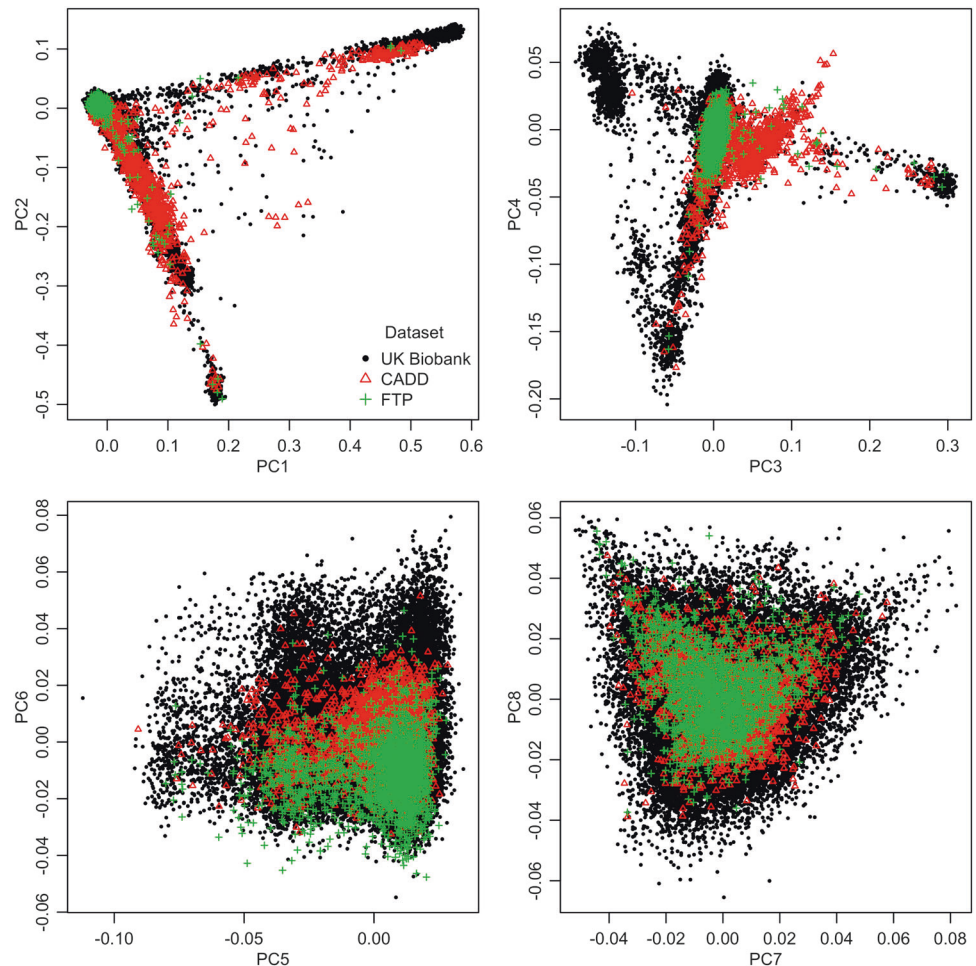 0.1
0.0
-0.1
-0.2
-0.3
-0.4
-0.5
PC2
0.0 0.1 0.2 0.3 0.4 0.5 0.6
PC1
Dataset
UK Biobank
CADD
FTP
0.05
0.00
-0.05
-0.10
-0.15
-0.20
PC4
-0.1 0.0 0.1 0.2 0.3
PC3
0.08
0.06
0.04
0.02
0.00
-0.02
-0.04
-0.06
PC6
-0.10 -0.05 0.00
PC5
0.06
0.04
0.02
0.00
-0.02
-0.04
-0.06
PC8
-0.04 -0.02 0.00 0.02 0.04 0.06 0.08
PC7